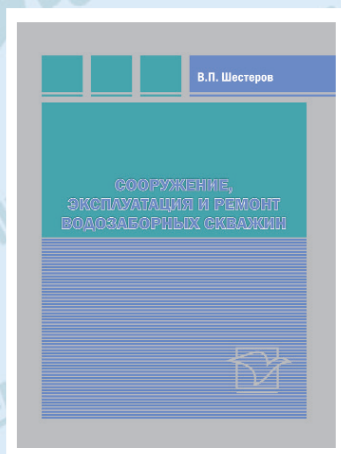 В.П. Шестеров
СООРУЖЕНИЕ,
ЭКСПЛУАТАЦИЯ И РЕМОНТ
ВОДОЗАБОРНЫХ СКВАЖИН